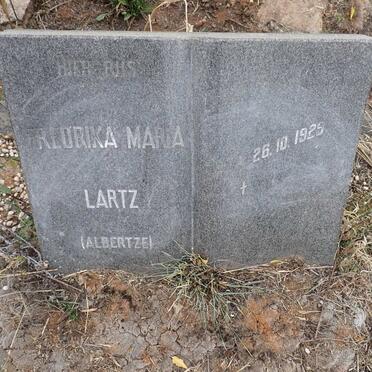 HIER RUS
FREDRIKA MARIA
LARTZ
(ALBERTZE)
26.10.1925
†